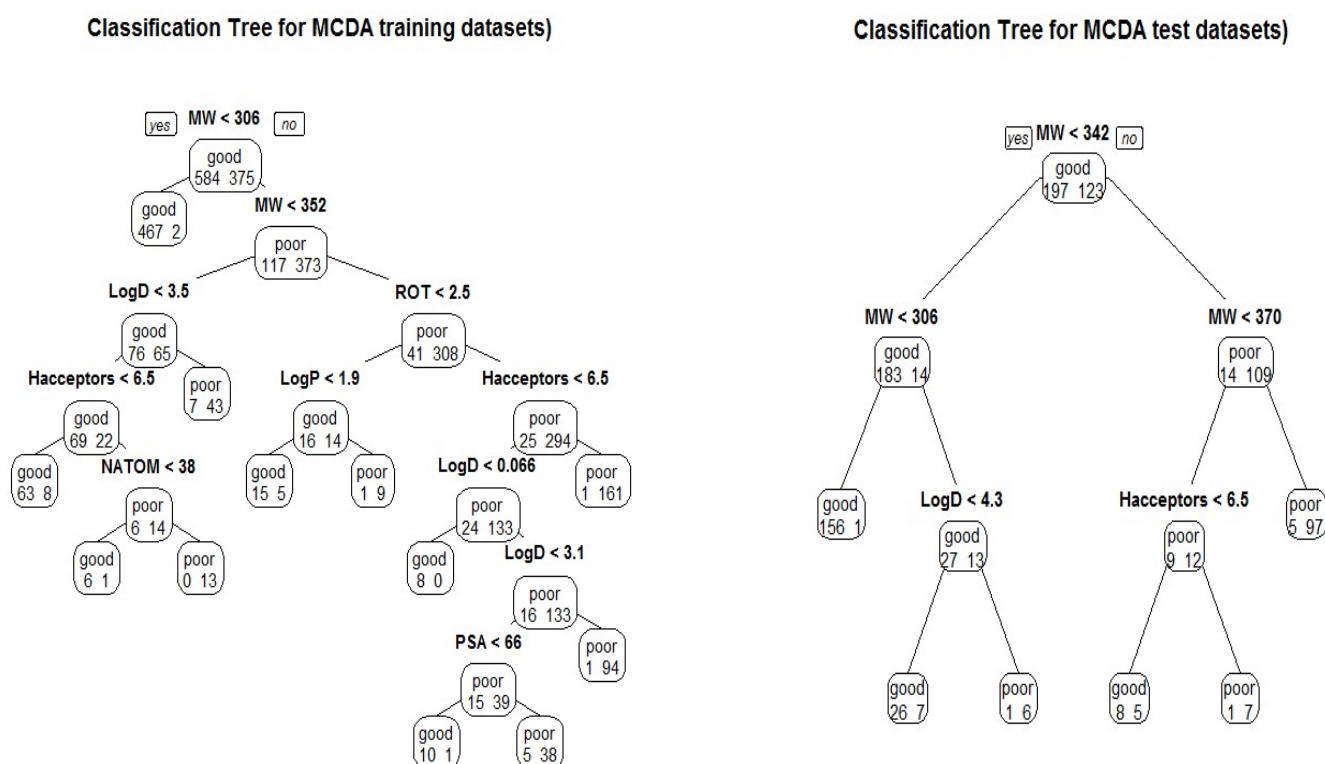 Classification Tree for MCDA training datasets)
yes MW < 306 no
good
584 375
good
467 2
MW < 352
poor
117 373
LogD < 3.5
ROT < 2.5
good
76 65
poor
41 308
Hacceptors < 6.5
poor
7 43
LogP < 1.9
Hacceptors < 6.5
good
69 22
good
16 14
poor
25 294
good
63 8
NATOM < 38
good
15 5
poor
1 9
LogD < 0.066
poor
1 161
poor
6 14
poor
24 133
good
6 1
poor
0 13
good
8 0
LogD < 3.1
poor
16 133
PSA < 66
poor
1 94
poor
15 39
good
10 1
poor
5 38
Classification Tree for MCDA test datasets)
yes MW < 342 no
good
197 123
MW < 306
MW < 370
good
183 14
poor
14 109
good
156 1
LogD < 4.3
Hacceptors < 6.5
poor
5 97
good
27 13
poor
9 12
good
26 7
poor
1 6
good
8 5
poor
1 7